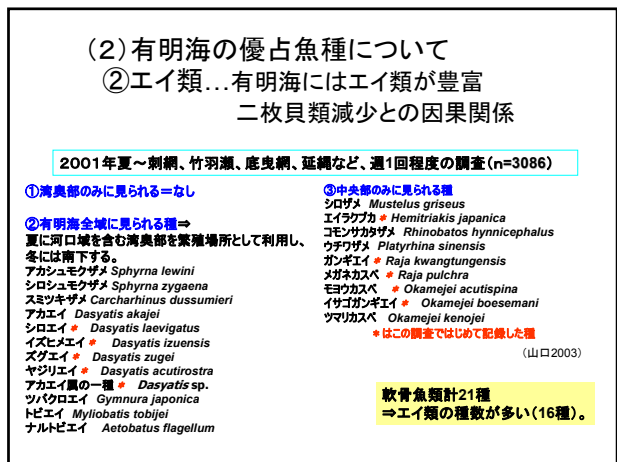 (2)有明海の優占魚種について
②エイ類…有明海にはエイ類が豊富
二枚貝類減少との因果関係
2001年夏～刺網、竹羽瀬、底曳網、延縄など、週1回程度の調査(n=3086)
①湾奥部のみに見られる=なし
②有明海全域に見られる種⇒
夏に河口域を含む湾奥部を繁殖場所として利用し、
冬には南下する。
アカシュモクザメ Sphyrna lewini
シロシュモクザメ Sphyrna zygaena
スミツキザメ Carcharhinus dussumieri
アカエイ Dasyatis akajei
シロエイ * Dasyatis laevigatus
イズヒメエイ * Dasyatis izuensis
ズグエイ * Dasyatis zugei
ヤジリエイ * Dasyatis acutirostra
アカエイ属の一種 * Dasyatis sp.
ツバクロエイ Gymnura japonica
トビエイ Myliobatis tobijei
ナルトビエイ Aetobatus flagellum
③中央部のみに見られる種
シロザメ Mustelus griseus
エイラクブカ * Hemitriakis japanica
コモンサカタザメ Rhinobatos hynnicephalus
ウチワザメ Platyrhina sinensis
ガンギエイ * Raja kwangtungensis
メガネカスベ * Raja pulchra
モヨウカスベ * Okamejei acutispina
イサゴガンギエイ * Okamejei boesemani
ツマリカスベ Okamejei kenojei
*はこの調査ではじめて記録した種
(山口2003)
軟骨魚類計21種
⇒エイ類の種数が多い(16種)。